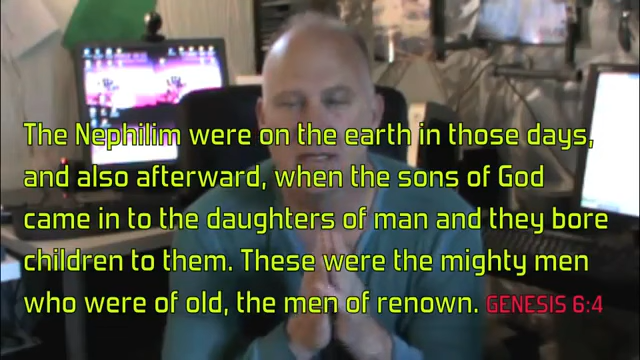 The Nephilim were on the earth in those days,
and also afterward, when the sons of God
came in to the daughters of man and they bore
children to them. These were the mighty men
who were of old, the men of renown. GENESIS 6:4